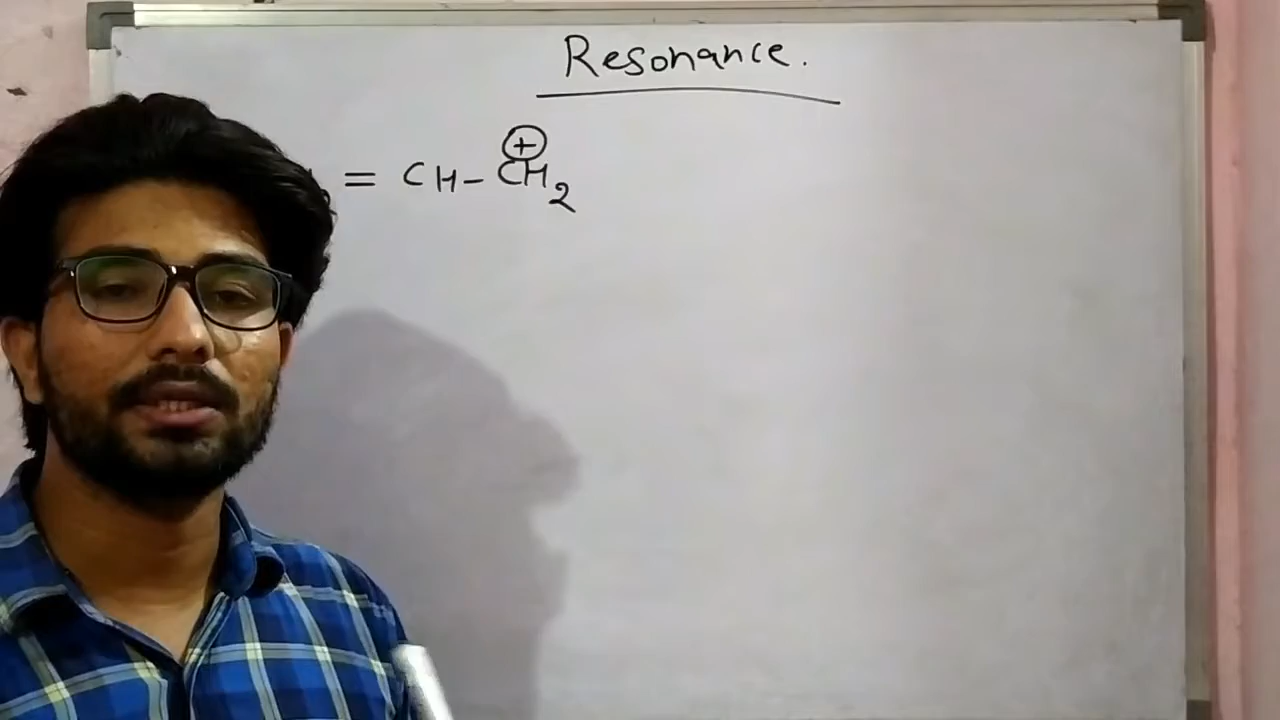 Resonance.
= CH - CH₂ ⊕